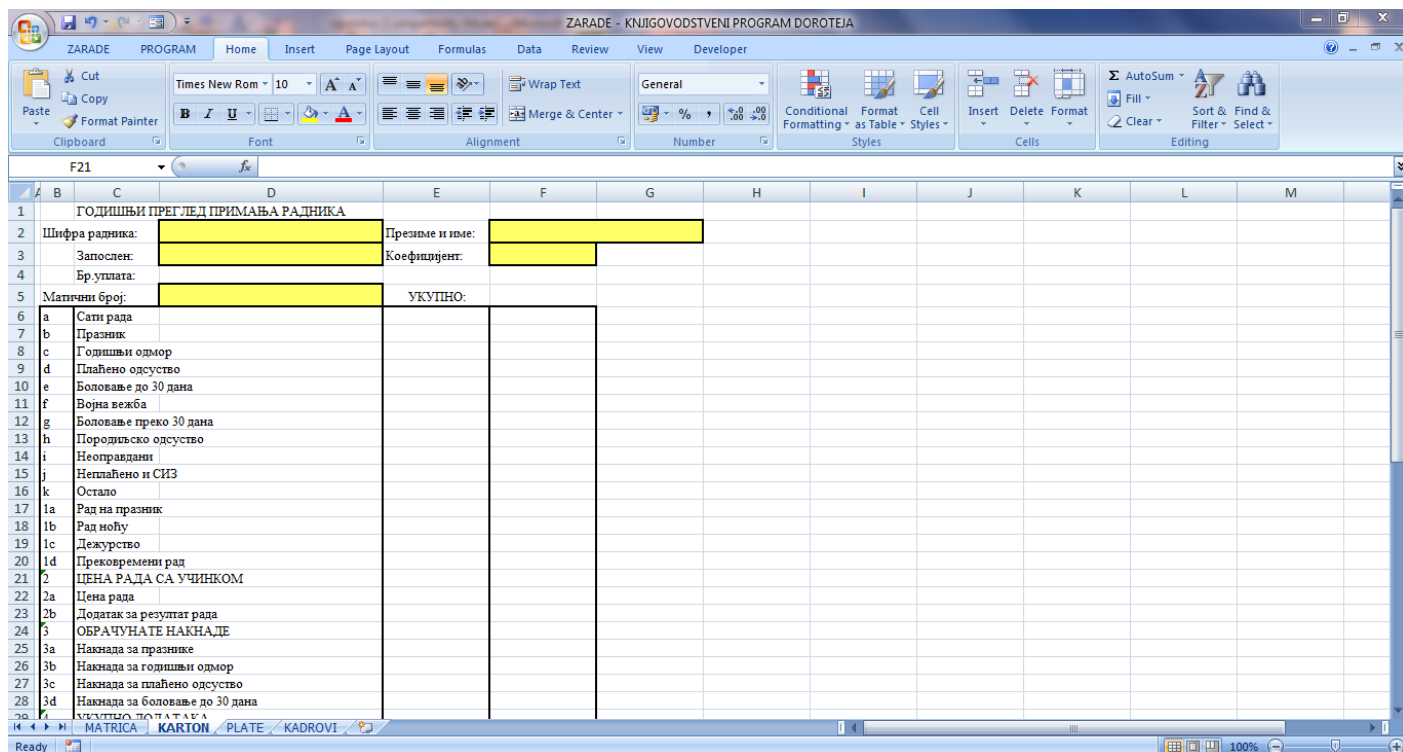 ZARADE - KNJIGOVODSTVENI PROGRAM DOROTEJA
ZARADE PROGRAM Home Insert Page Layout Formulas Data Review View Developer
Paste
Cut
Copy
Format Painter
Clipboard
Times New Rom 10
B I U
Font
Wrap Text
Merge & Center
Alignment
General
% , .00 .0
Number
Conditional Formatting
Format as Table
Cell Styles
Styles
Insert Delete Format
Cells
Σ AutoSum
Fill
Clear
Sort & Filter
Find & Select
Editing
F21 fx
A B C D E F G H I J K L M
1 ГОДИШЊИ ПРЕГЛЕД ПРИМАЊА РАДНИКА
2 Шифра радника: Презиме и име:
3 Запослен: Коефицијент:
4 Бр.уплата:
5 Матични број: УКУПНО:
6 a Сати рада
7 b Празник
8 c Годишњи одмор
9 d Плаћено одсуство
10 e Боловање до 30 дана
11 f Војна вежба
12 g Боловање преко 30 дана
13 h Породиљско одсуство
14 i Неоправдани
15 j Неплаћено и СИЗ
16 k Остало
17 1a Рад на празник
18 1b Рад ноћу
19 1c Дежурство
20 1d Прековремени рад
21 2 ЦЕНА РАДА СА УЧИНКОМ
22 2a Цена рада
23 2b Додатак за резултат рада
24 3 ОБРАЧУНАТЕ НАКНАДЕ
25 3a Накнада за празнике
26 3b Накнада за годишњи одмор
27 3c Накнада за плаћено одсуство
28 3d Накнада за боловање до 30 дана
29 4 УКУПНО ДОДАТАКА
MATRICA KARTON PLATE KADROVI
Ready 100%